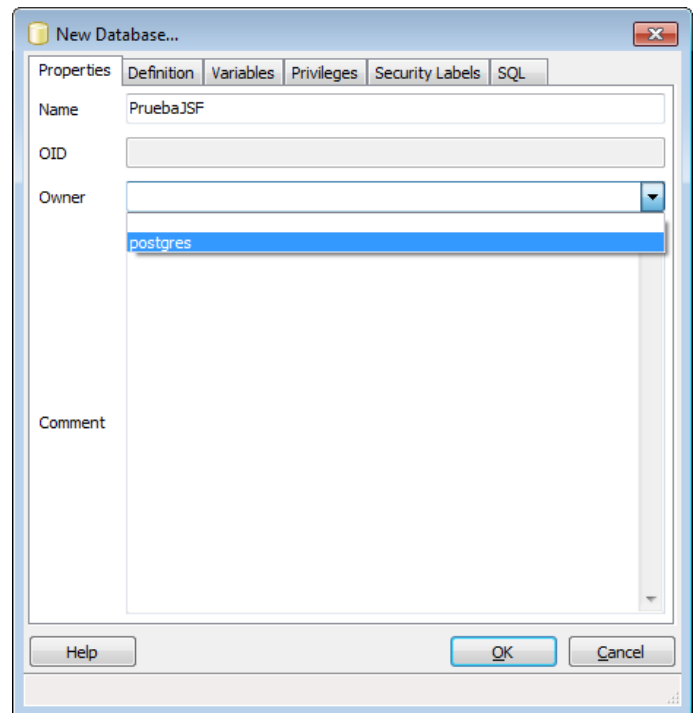 New Database...
Properties Definition Variables Privileges Security Labels SQL
Name PruebaJSF
OID
Owner
postgres
Comment
Help OK Cancel